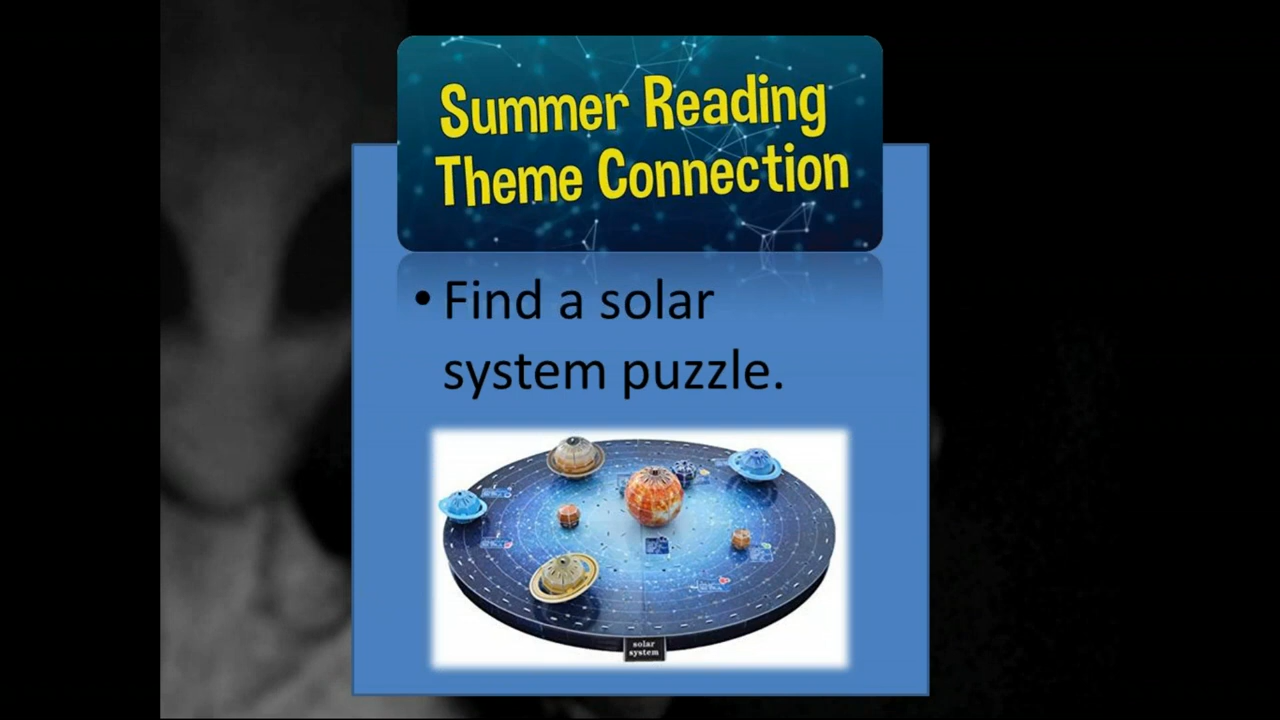 Summer Reading
Theme Connection
• Find a solar
system puzzle.
solar
system